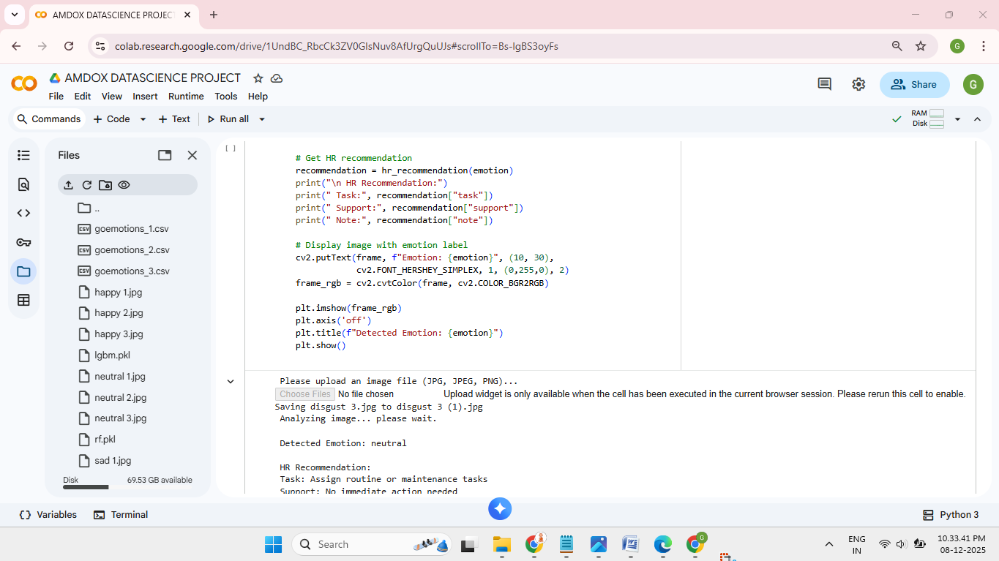 AMDOX DATASCIENCE PROJECT
colab.research.google.com/drive/1UndBC_RbcCk3ZV0GlsNuv8AfUrgQuUJs#scrollTo=Bs-lgBS3oyFs
G
AMDOX DATASCIENCE PROJECT
File Edit View Insert Runtime Tools Help
Share
G
Commands + Code + Text Run all
RAM
Disk
Files
..
goemotions_1.csv
goemotions_2.csv
goemotions_3.csv
happy 1.jpg
happy 2.jpg
happy 3.jpg
lgbm.pkl
neutral 1.jpg
neutral 2.jpg
neutral 3.jpg
rf.pkl
sad 1.jpg
Disk 69.53 GB available
[ ]
# Get HR recommendation
recommendation = hr_recommendation(emotion)
print("\n HR Recommendation:")
print(" Task:", recommendation["task"])
print(" Support:", recommendation["support"])
print(" Note:", recommendation["note"])
# Display image with emotion label
cv2.putText(frame, f"Emotion: {emotion}", (10, 30),
cv2.FONT_HERSHEY_SIMPLEX, 1, (0,255,0), 2)
frame_rgb = cv2.cvtColor(frame, cv2.COLOR_BGR2RGB)
plt.imshow(frame_rgb)
plt.axis('off')
plt.title(f"Detected Emotion: {emotion}")
plt.show()
Please upload an image file (JPG, JPEG, PNG)...
Choose Files No file chosen Upload widget is only available when the cell has been executed in the current browser session. Please rerun this cell to enable.
Saving disgust 3.jpg to disgust 3 (1).jpg
Analyzing image... please wait.
Detected Emotion: neutral
HR Recommendation:
Task: Assign routine or maintenance tasks
Support: No immediate action needed
Variables Terminal
Python 3
Search
ENG
IN
10.33.41 PM
08-12-2025